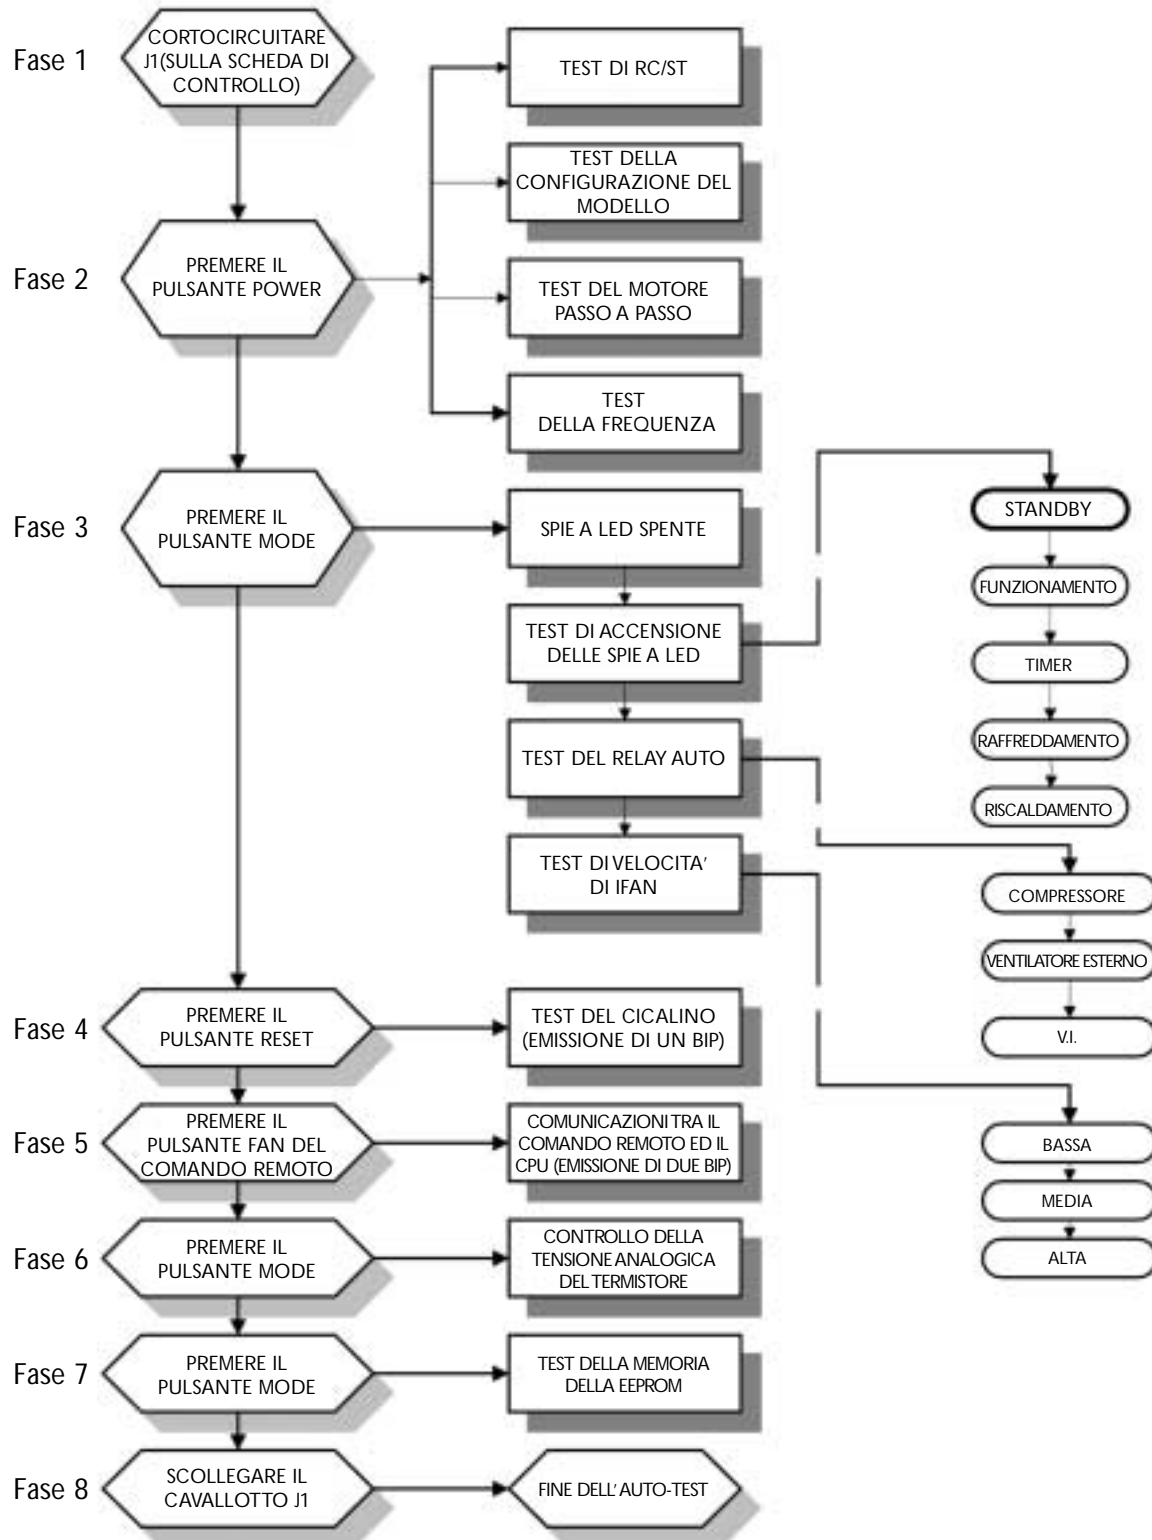 Fase 1
CORTOCIRCUITARE
J1(SULLA SCHEDA DI
CONTROLLO)
TEST DI RC/ST
TEST DELLA
CONFIGURAZIONE DEL
MODELLO
Fase 2
PREMERE IL
PULSANTE POWER
TEST DEL MOTORE
PASSO A PASSO
TEST
DELLA FREQUENZA
Fase 3
PREMERE IL
PULSANTE MODE
SPIE A LED SPENTE
TEST DI ACCENSIONE
DELLE SPIE A LED
TEST DEL RELAY AUTO
TEST DI VELOCITA'
DI IFAN
STANDBY
FUNZIONAMENTO
TIMER
RAFFREDDAMENTO
RISCALDAMENTO
COMPRESSORE
VENTILATORE ESTERNO
V.I.
BASSA
MEDIA
ALTA
Fase 4
PREMERE IL
PULSANTE RESET
TEST DEL CICALINO
(EMISSIONE DI UN BIP)
Fase 5
PREMERE IL
PULSANTE FAN DEL
COMANDO REMOTO
COMUNICAZIONI TRA IL
COMANDO REMOTO ED IL
CPU (EMISSIONE DI DUE BIP)
Fase 6
PREMERE IL
PULSANTE MODE
CONTROLLO DELLA
TENSIONE ANALOGICA
DEL TERMISTORE
Fase 7
PREMERE IL
PULSANTE MODE
TEST DELLA MEMORIA
DELLA EEPROM
Fase 8
SCOLLEGARE IL
CAVALLOTTO J1
FINE DELL'AUTO-TEST